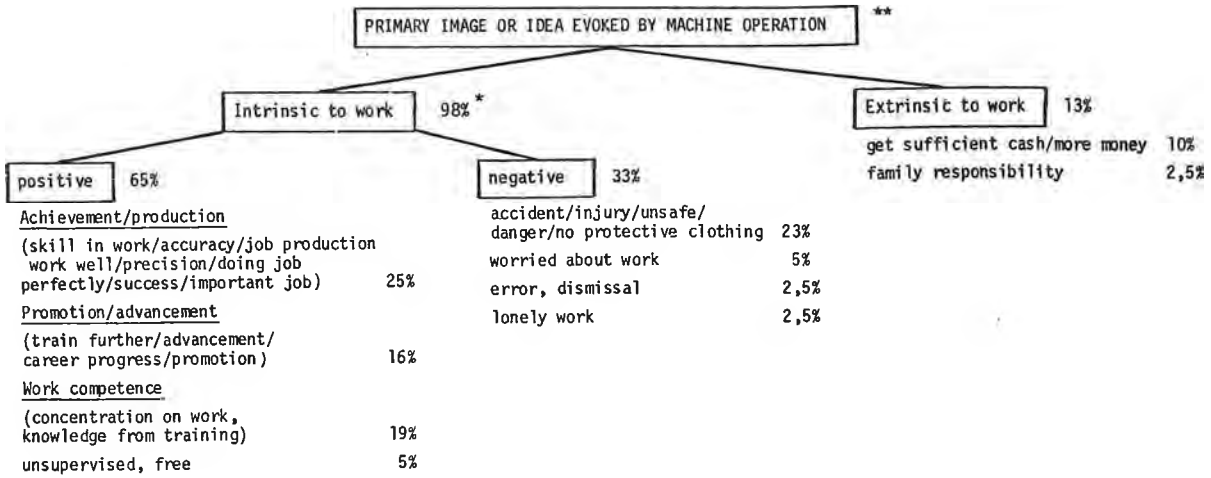 PRIMARY IMAGE OR IDEA EVOKED BY MACHINE OPERATION **
Intrinsic to work 98% *
Extrinsic to work 13%
get sufficient cash/more money 10%
family responsibility 2,5%
positive 65%
Achievement/production
(skill in work/accuracy/job production
work well/precision/doing job
perfectly/success/important job) 25%
Promotion/advancement
(train further/advancement/
career progress/promotion) 16%
Work competence
(concentration on work,
knowledge from training) 19%
unsupervised, free 5%
negative 33%
accident/injury/unsafe/
danger/no protective clothing 23%
worried about work 5%
error, dismissal 2,5%
lonely work 2,5%